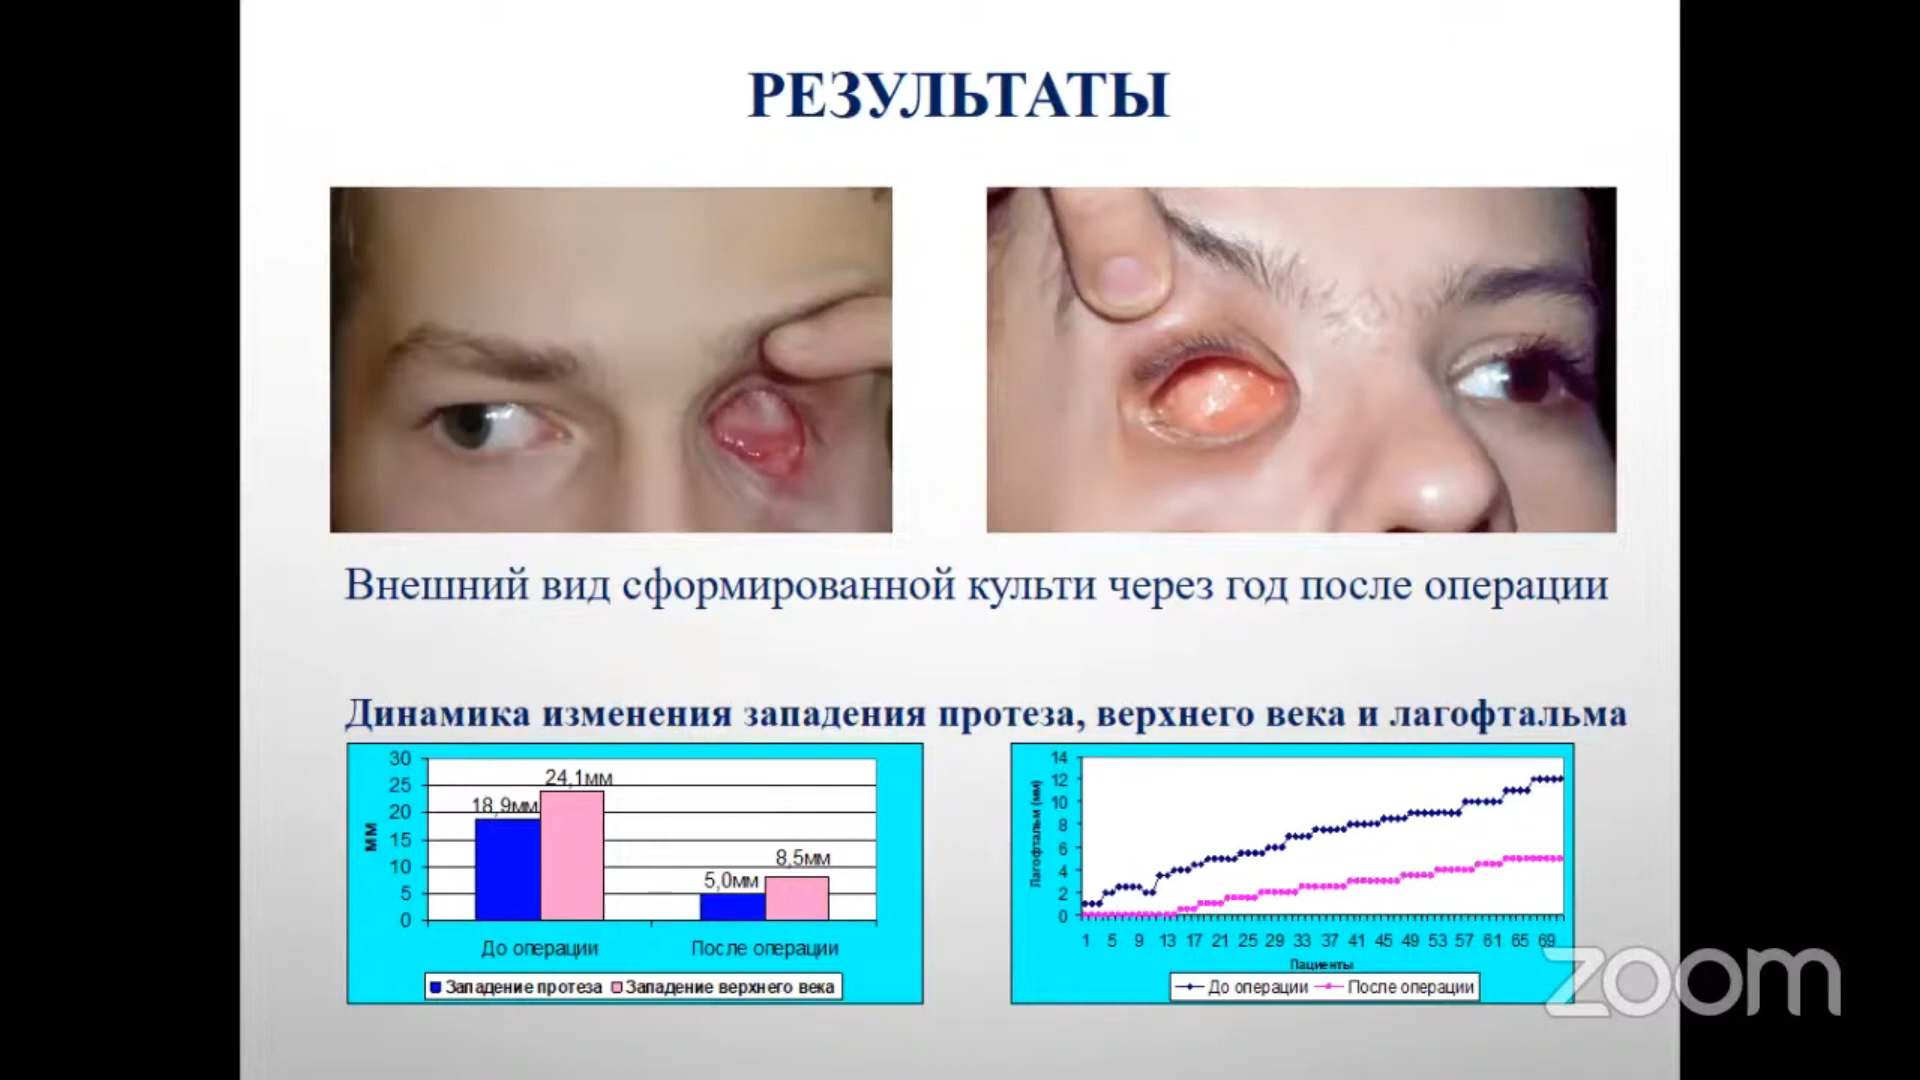 РЕЗУЛЬТАТЫ
Внешний вид сформированной культи через год после операции
Динамика изменения западения протеза, верхнего века и лагофтальма
30
25
20
15
10
5
0
мм
18,9мм
24,1мм
5,0мм
8,5мм
До операции
После операции
Западение протеза
Западение верхнего века
14
12
10
8
6
4
2
0
Лагофтальм (мм)
1 5 9 13 17 21 25 29 33 37 41 45 49 53 57 61 65 69
Пациенты
До операции
После операции
zoom